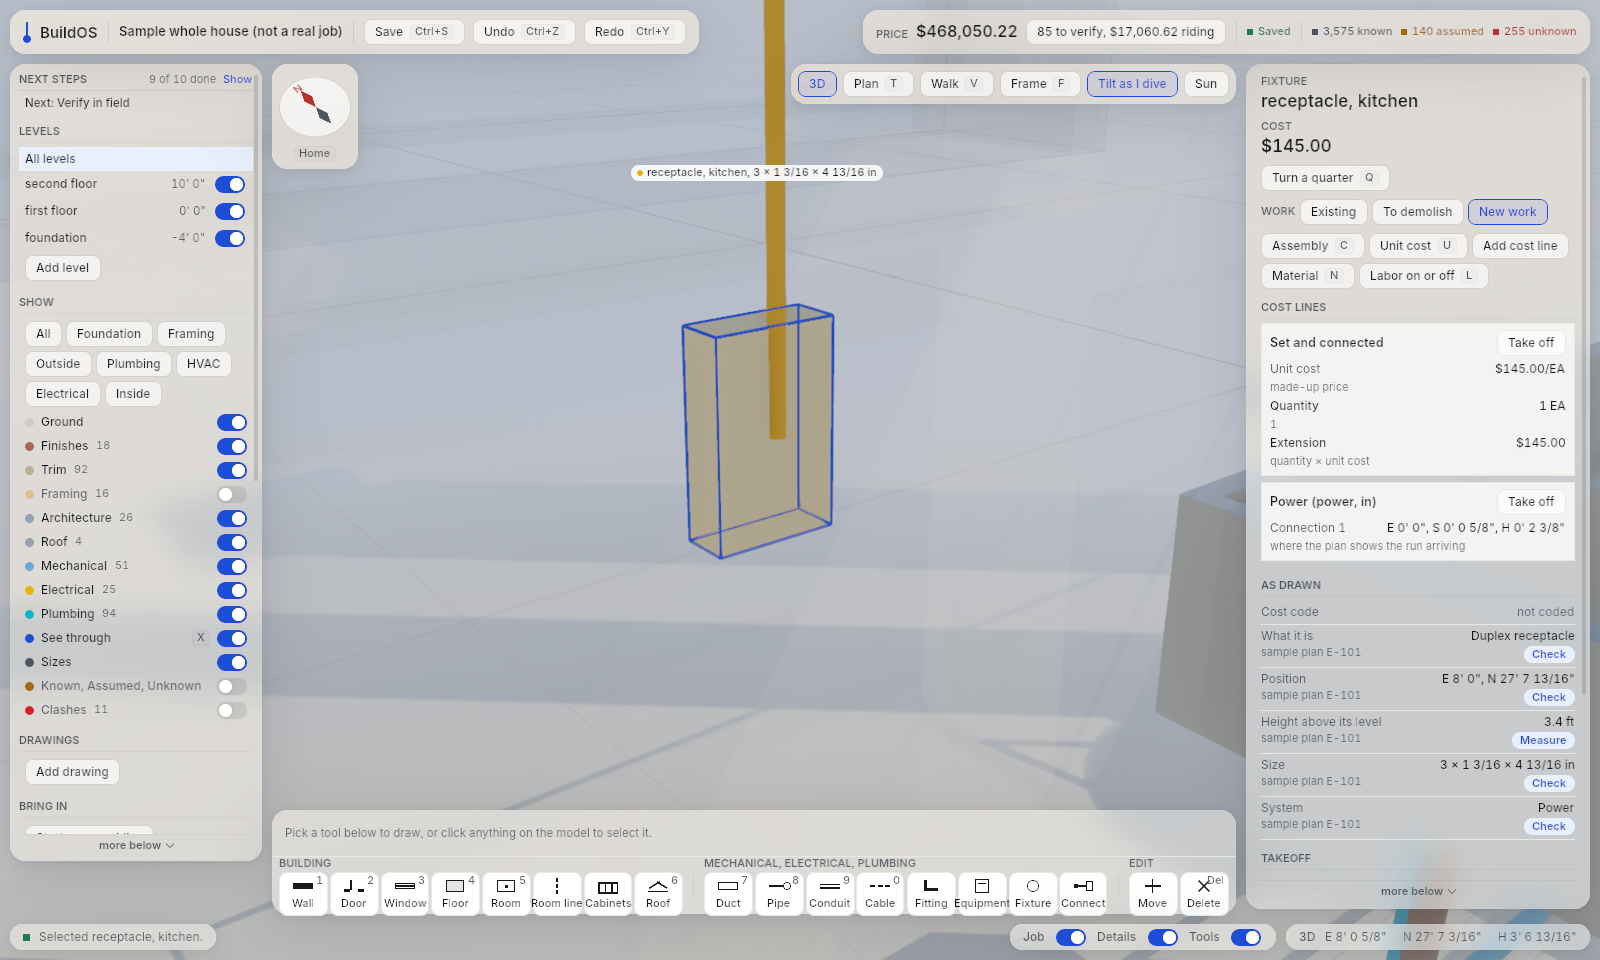 BuildOS
Sample whole house (not a real job)
Save Ctrl+S
Undo Ctrl+Z
Redo Ctrl+Y
PRICE $468,050.22
85 to verify, $17,060.62 riding
Saved
3,575 known
140 assumed
255 unknown
NEXT STEPS 9 of 10 done Show
Next: Verify in field
LEVELS
All levels
second floor 10' 0"
first floor 0' 0"
foundation -4' 0"
Add level
SHOW
All Foundation Framing
Outside Plumbing HVAC
Electrical Inside
Ground
Finishes 18
Trim 92
Framing 16
Architecture 26
Roof 4
Mechanical 51
Electrical 25
Plumbing 94
See through X
Sizes
Known, Assumed, Unknown
Clashes 11
DRAWINGS
Add drawing
BRING IN
more below
N
Home
3D
Plan T
Walk V
Frame F
Tilt as I dive
Sun
receptacle, kitchen, 3 × 1 3/16 × 4 13/16 in
FIXTURE
receptacle, kitchen
COST
$145.00
Turn a quarter Q
WORK Existing To demolish New work
Assembly C Unit cost U Add cost line
Material N Labor on or off L
COST LINES
Set and connected Take off
Unit cost $145.00/EA
made-up price
Quantity 1 EA
1
Extension $145.00
quantity × unit cost
Power (power, in) Take off
Connection 1 E 0' 0", S 0' 0 5/8", H 0' 2 3/8"
where the plan shows the run arriving
AS DRAWN
Cost code not coded
What it is Duplex receptacle
sample plan E-101 Check
Position E 8' 0", N 27' 7 13/16"
sample plan E-101 Check
Height above its level 3.4 ft
sample plan E-101 Measure
Size 3 × 1 3/16 × 4 13/16 in
sample plan E-101 Check
System Power
sample plan E-101 Check
TAKEOFF
more below
Pick a tool below to draw, or click anything on the model to select it.
BUILDING
1 Wall
2 Door
3 Window
4 Floor
5 Room
Room line
Cabinets
6 Roof
MECHANICAL, ELECTRICAL, PLUMBING
7 Duct
8 Pipe
9 Conduit
0 Cable
Fitting
Equipment
Fixture
Connect
EDIT
Move
Del Delete
Selected receptacle, kitchen.
Job Details Tools
3D E 8' 0 5/8" N 27' 7 3/16" H 3' 6 13/16"